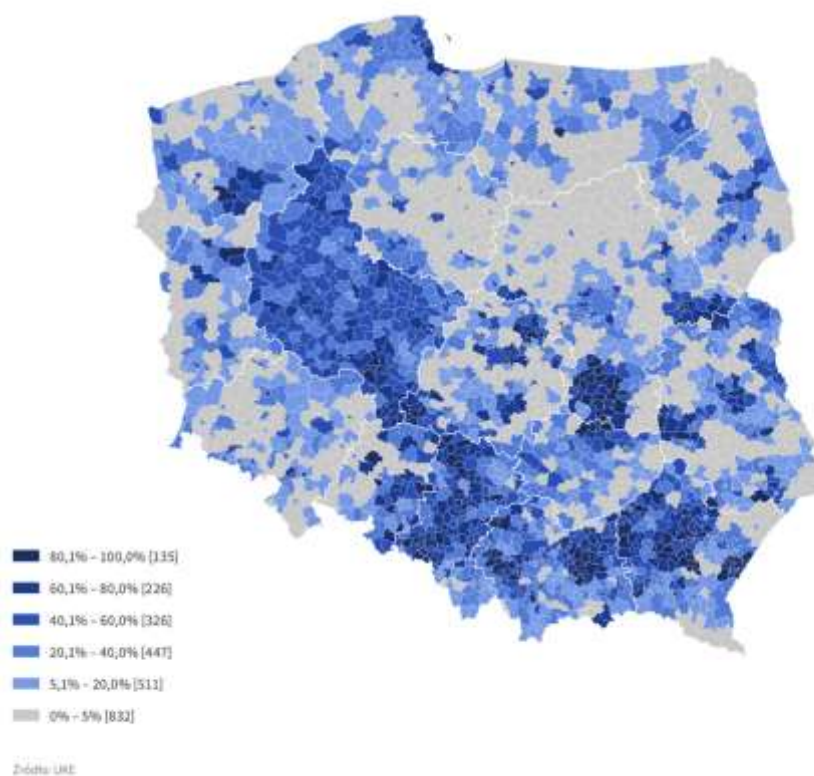 80,1% – 100,0% [135]
60,1% – 80,0% [226]
40,1% – 60,0% [326]
20,1% – 40,0% [447]
5,1% – 20,0% [511]
0% – 5% [832]
Źródło: UKE